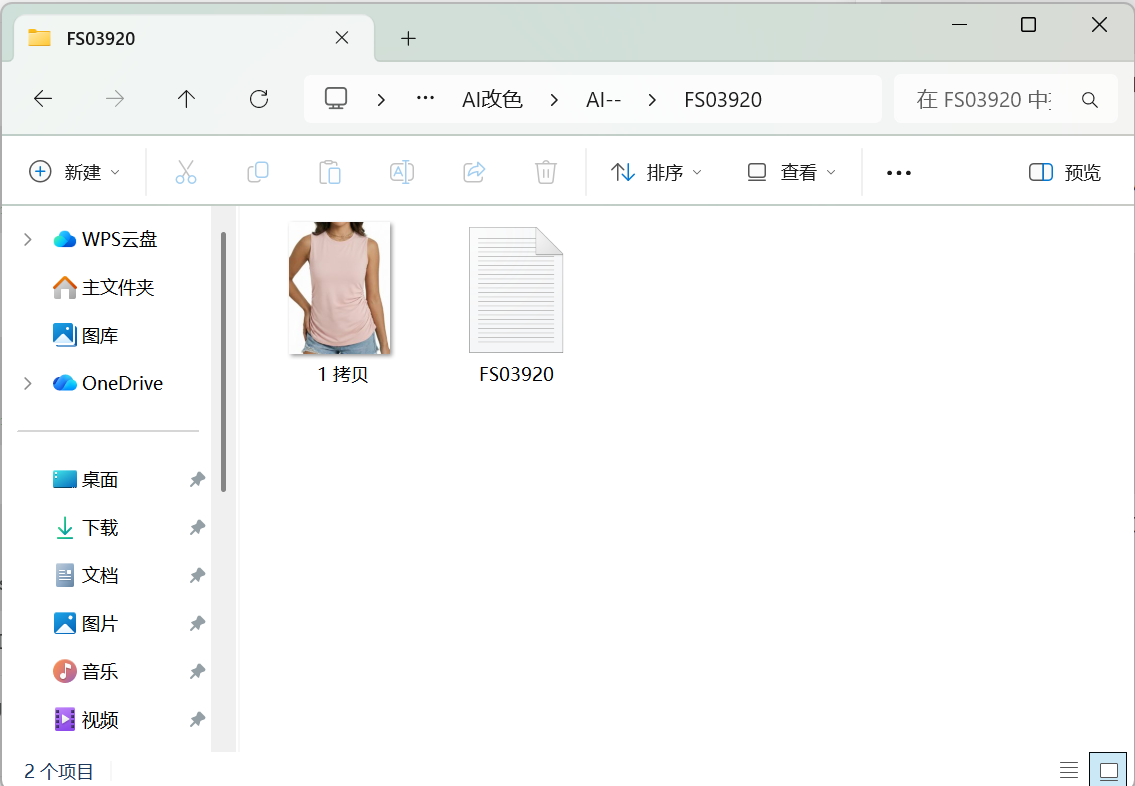 FS03920
AI改色 AI-- FS03920
在 FS03920 中
新建 排序 查看 预览
WPS云盘
主文件夹
图库
OneDrive
桌面
下载
文档
图片
音乐
视频
1 拷贝
FS03920
2 个项目